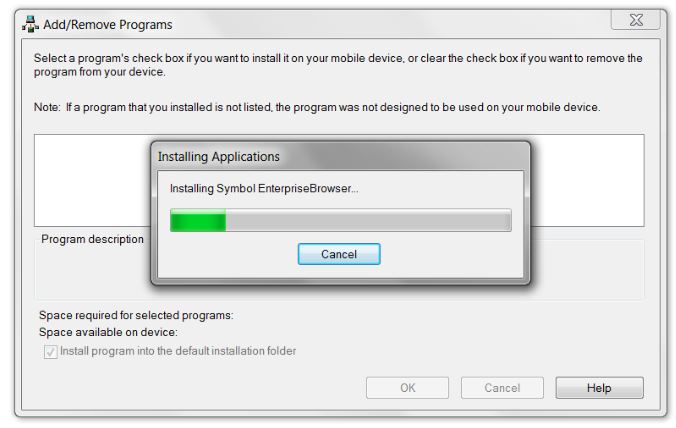 Add/Remove Programs
Select a program's check box if you want to install it on your mobile device, or clear the check box if you want to remove the
program from your device.
Note: If a program that you installed is not listed, the program was not designed to be used on your mobile device.
Installing Applications
Installing Symbol EnterpriseBrowser...
Cancel
Program description
Space required for selected programs:
Space available on device:
Install program into the default installation folder
OK
Cancel
Help